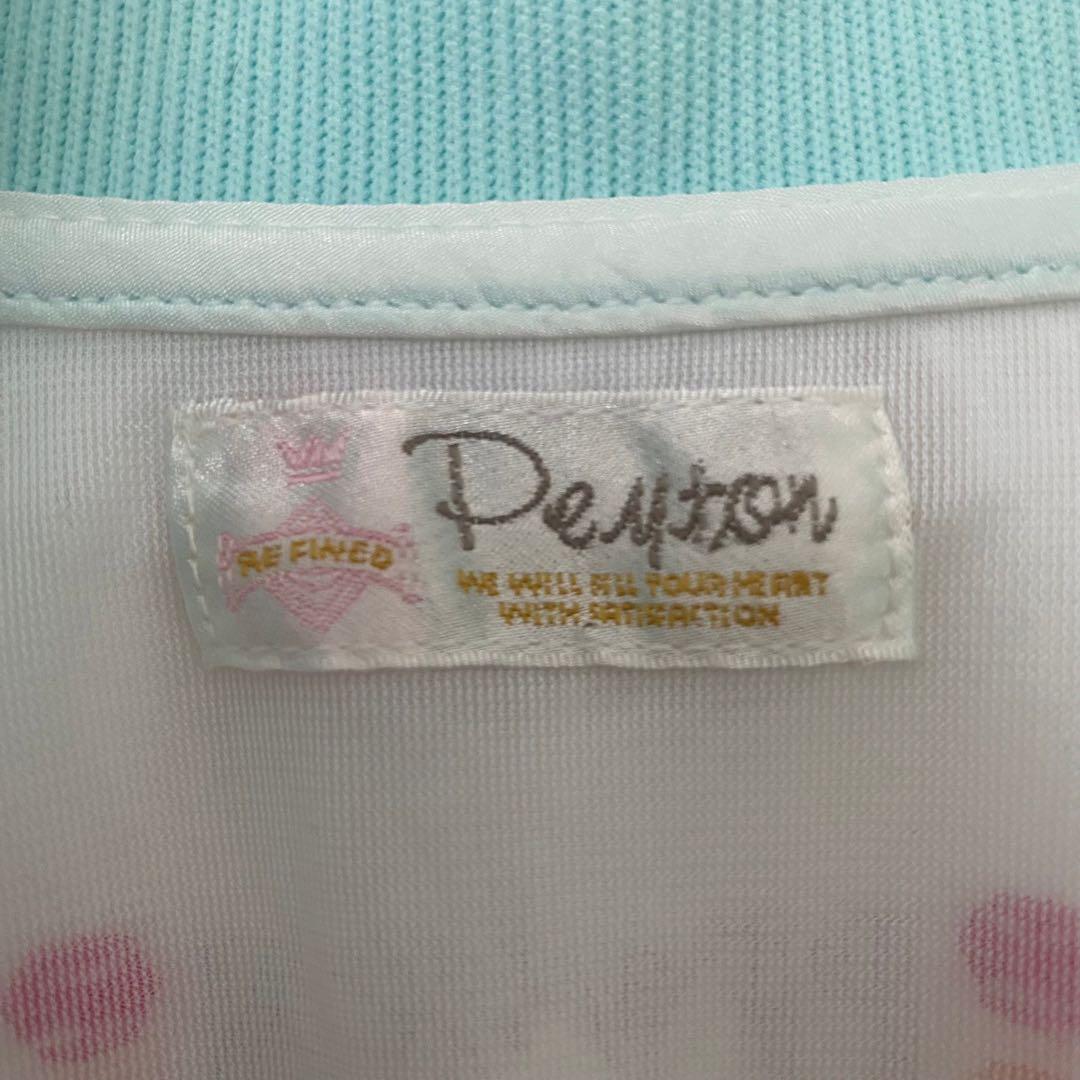 REFINED
Peyton
WE WILL FILL YOUR HEART
WITH SATISFACTION